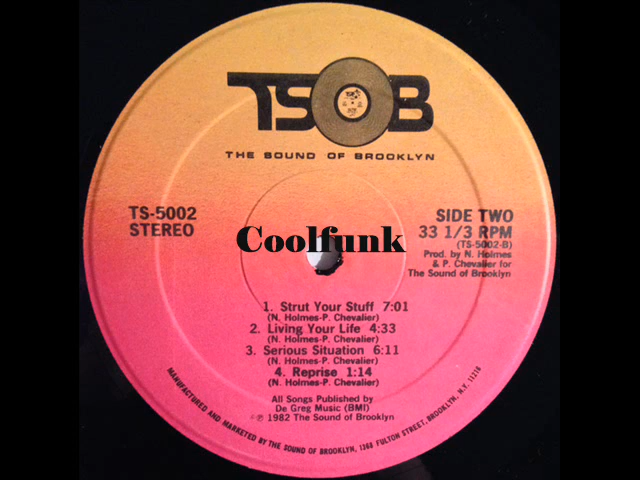 TSOB
THE SOUND OF BROOKLYN
TS-5002
STEREO
SIDE TWO
33 1/3 RPM
(TS-5002-B)
Prod. by N. Holmes
& P. Chevalier for
The Sound of Brooklyn
Coolfunk
1. Strut Your Stuff 7:01
(N. Holmes-P. Chevalier)
2. Living Your Life 4:33
(N. Holmes-P. Chevalier)
3. Serious Situation 6:11
(N. Holmes-P. Chevalier)
4. Reprise 1:14
(N. Holmes-P. Chevalier)
All Songs Published by
De Greg Music (BMI)
©℗ 1982 The Sound of Brooklyn
MANUFACTURED AND MARKETED BY THE SOUND OF BROOKLYN, 1368 FULTON STREET, BROOKLYN, N.Y. 11216